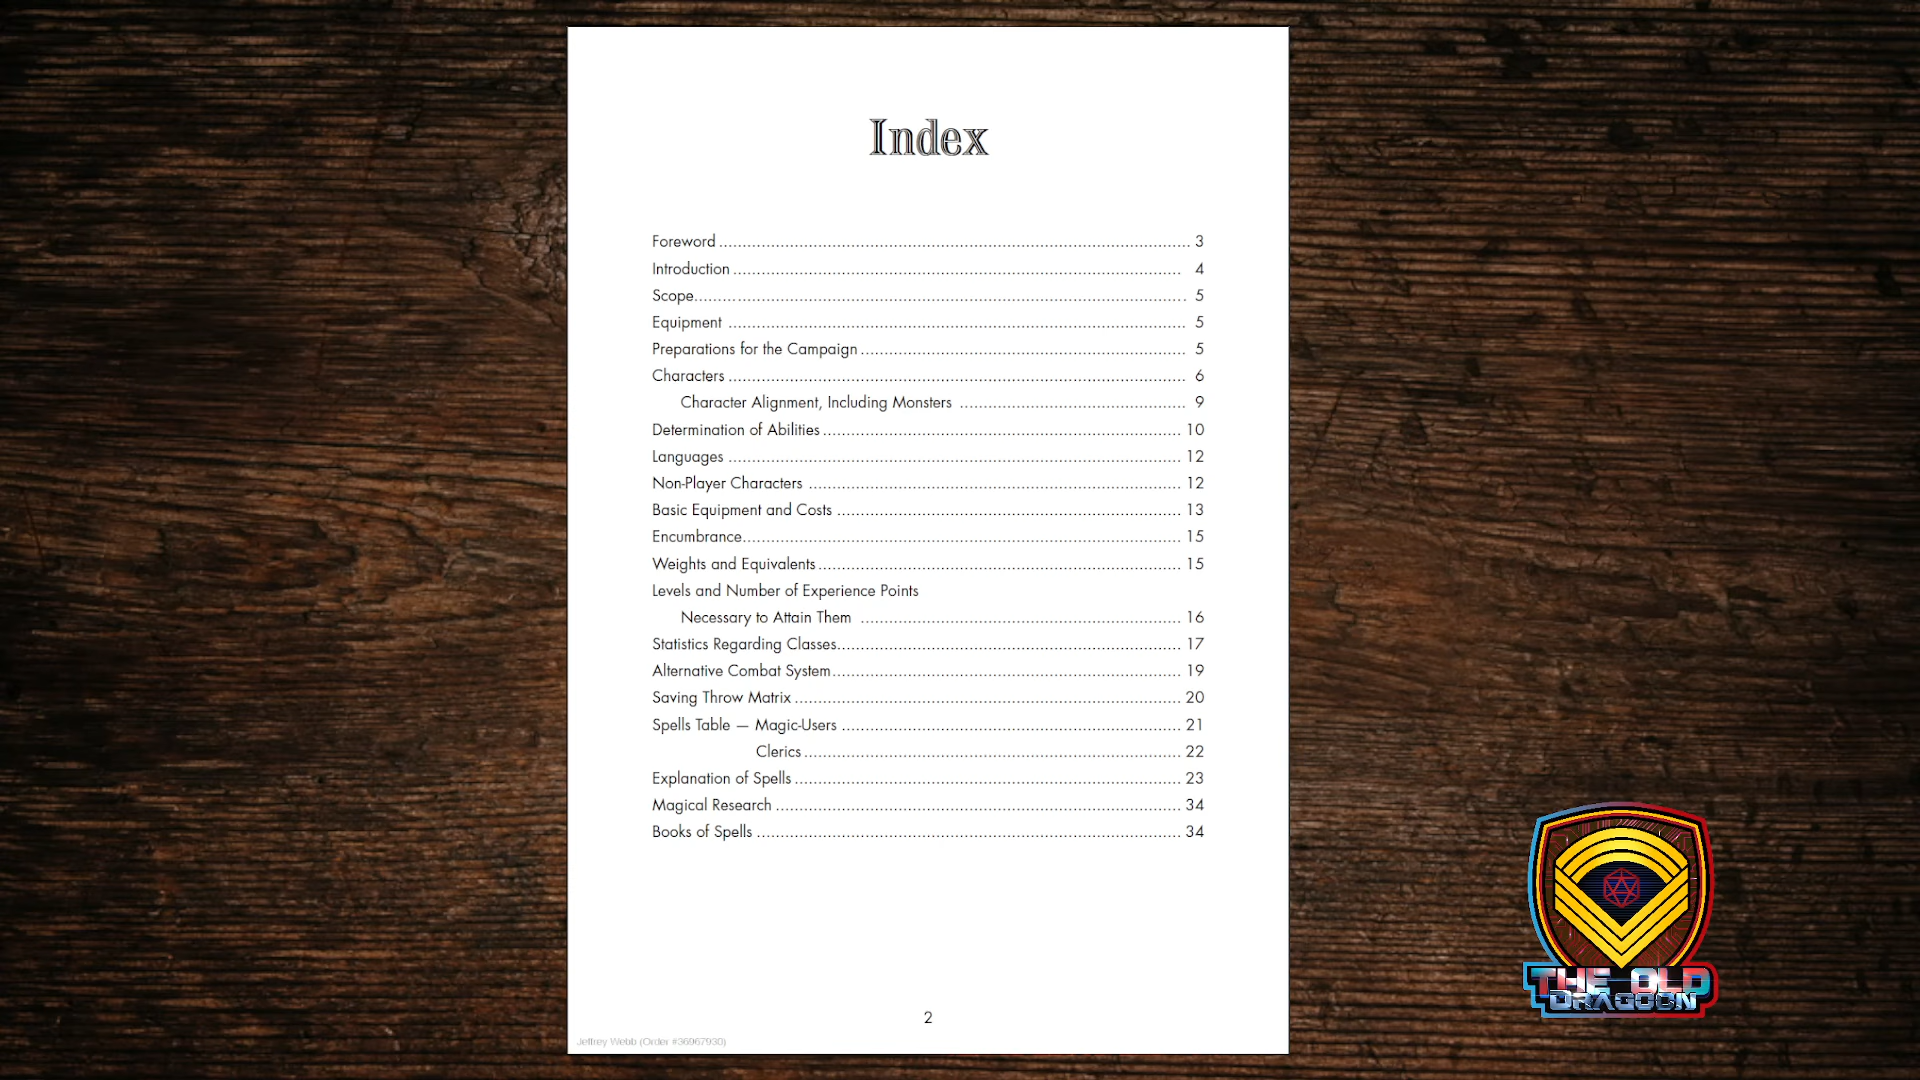 Index
Foreword ........ 3
Introduction ........ 4
Scope........ 5
Equipment ........ 5
Preparations for the Campaign ........ 5
Characters ........ 6
Character Alignment, Including Monsters ........ 9
Determination of Abilities ........ 10
Languages ........ 12
Non-Player Characters ........ 12
Basic Equipment and Costs ........ 13
Encumbrance........ 15
Weights and Equivalents ........ 15
Levels and Number of Experience Points
Necessary to Attain Them ........ 16
Statistics Regarding Classes........ 17
Alternative Combat System........ 19
Saving Throw Matrix ........ 20
Spells Table — Magic-Users ........ 21
Clerics ........ 22
Explanation of Spells ........ 23
Magical Research ........ 34
Books of Spells ........ 34
2
Jeffrey Webb (Order #36967930)
THE OLD
DRAGOON